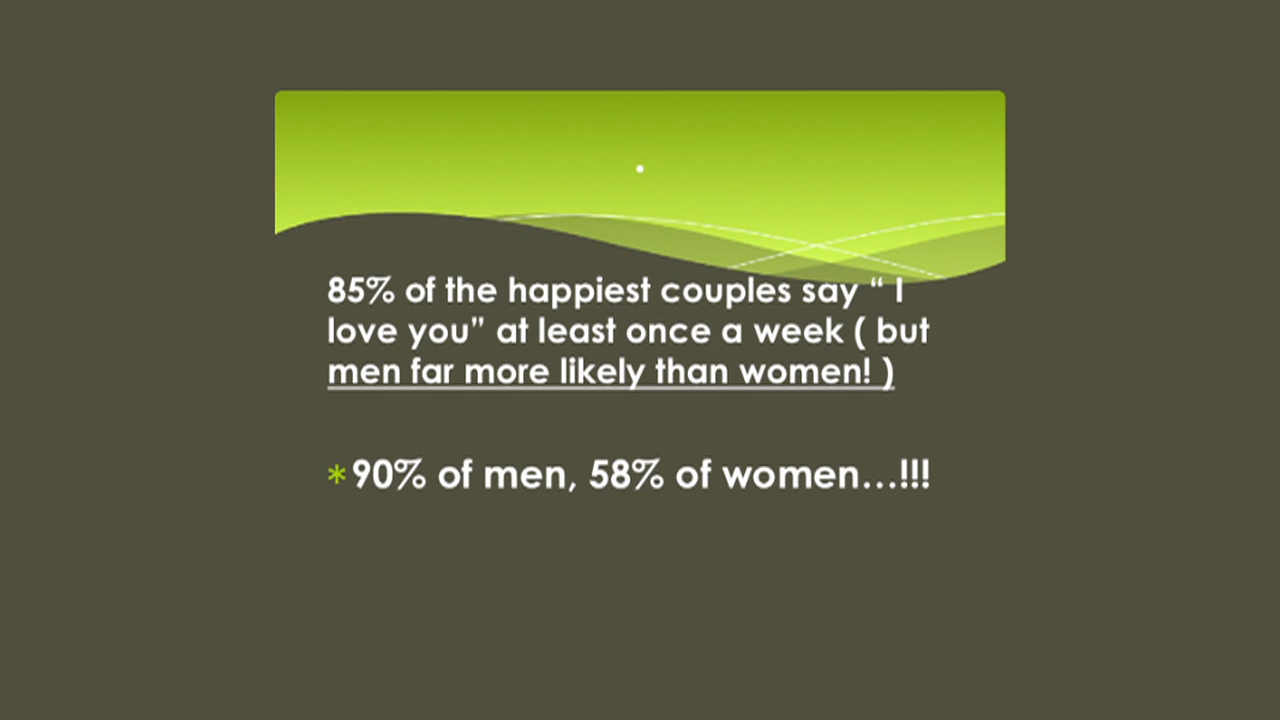 .
85% of the happiest couples say “ I
love you” at least once a week ( but
men far more likely than women! )
*90% of men, 58% of women...!!!